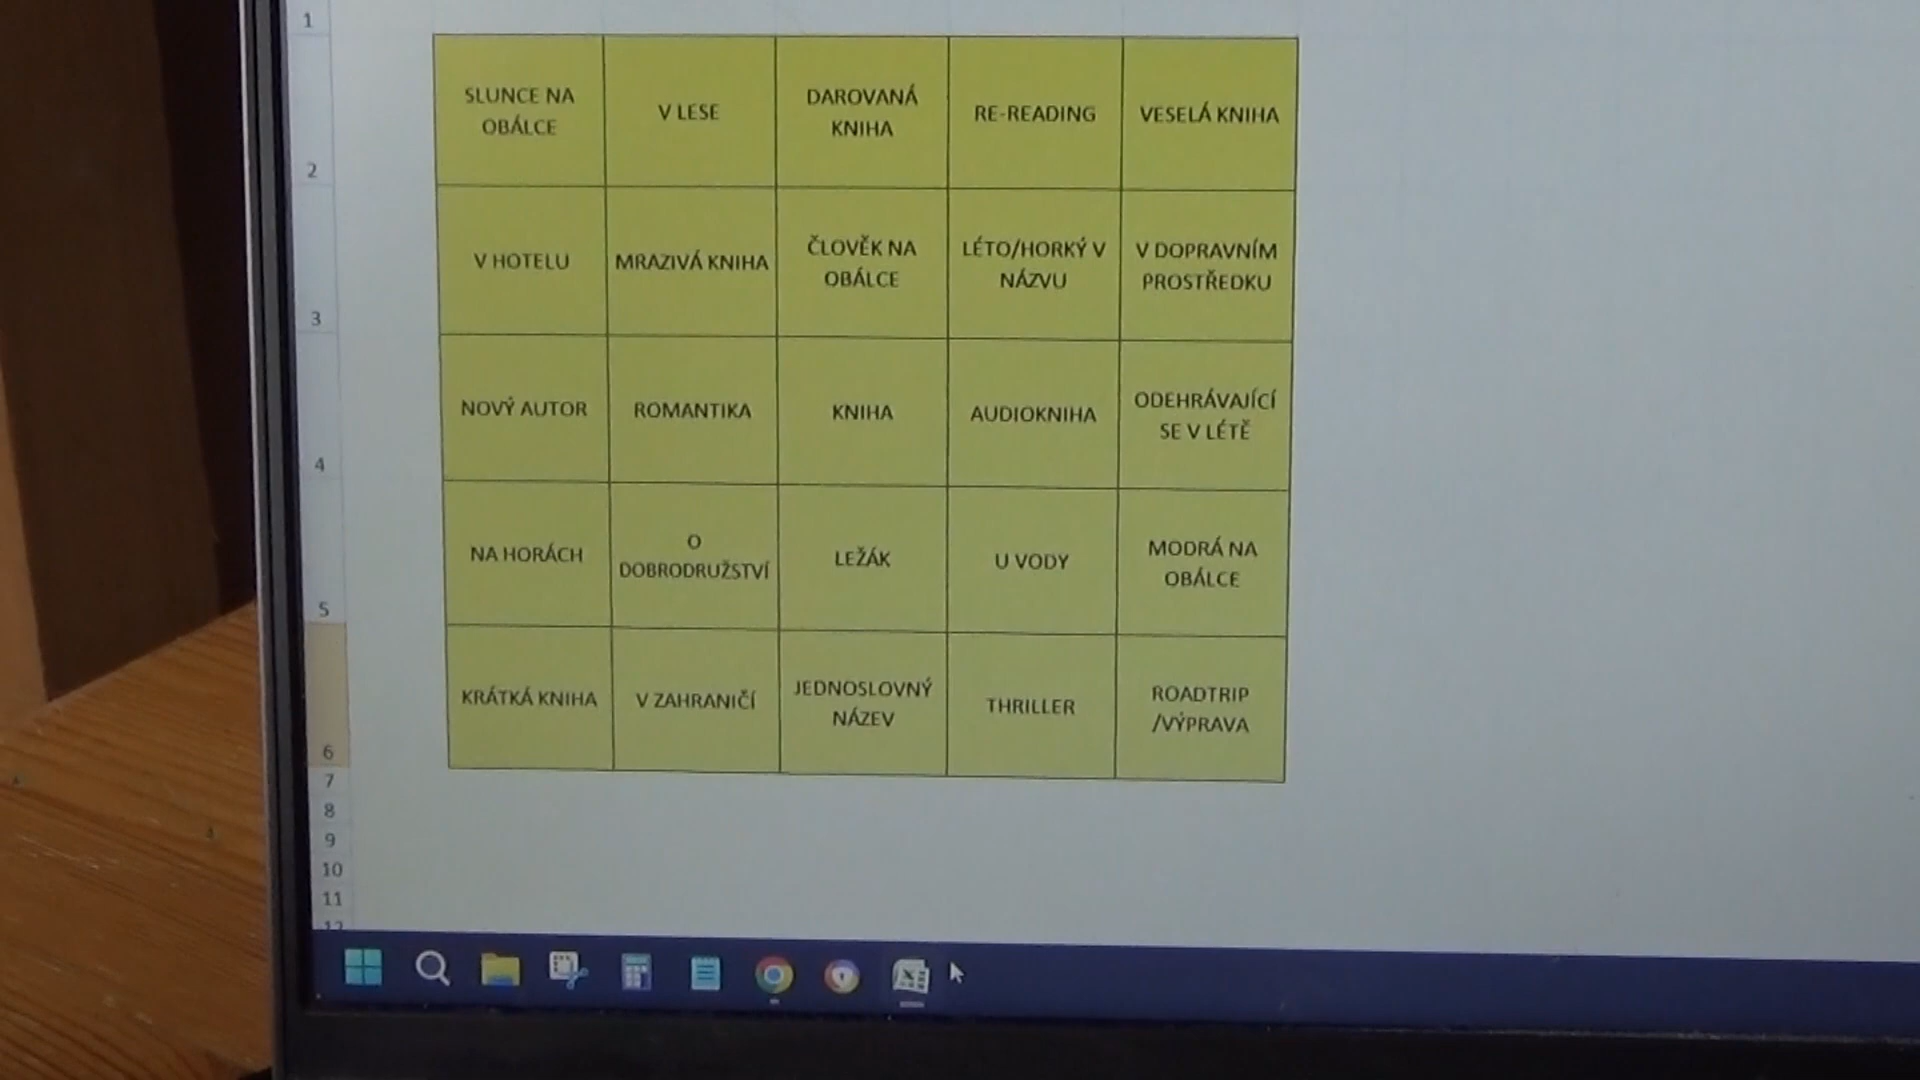 1
SLUNCE NA
OBÁLCE
V LESE
DAROVANÁ
KNIHA
RE-READING
VESELÁ KNIHA
2
V HOTELU
MRAZIVÁ KNIHA
ČLOVĚK NA
OBÁLCE
LÉTO/HORKÝ V
NÁZVU
V DOPRAVNÍM
PROSTŘEDKU
3
NOVÝ AUTOR
ROMANTIKA
KNIHA
AUDIOKNIHA
ODEHRÁVAJÍCÍ
SE V LÉTĚ
4
NA HORÁCH
O
DOBRODRUŽSTVÍ
LEŽÁK
U VODY
MODRÁ NA
OBÁLCE
5
KRÁTKÁ KNIHA
V ZAHRANIČÍ
JEDNOSLOVNÝ
NÁZEV
THRILLER
ROADTRIP
/VÝPRAVA
6
7
8
9
10
11
12